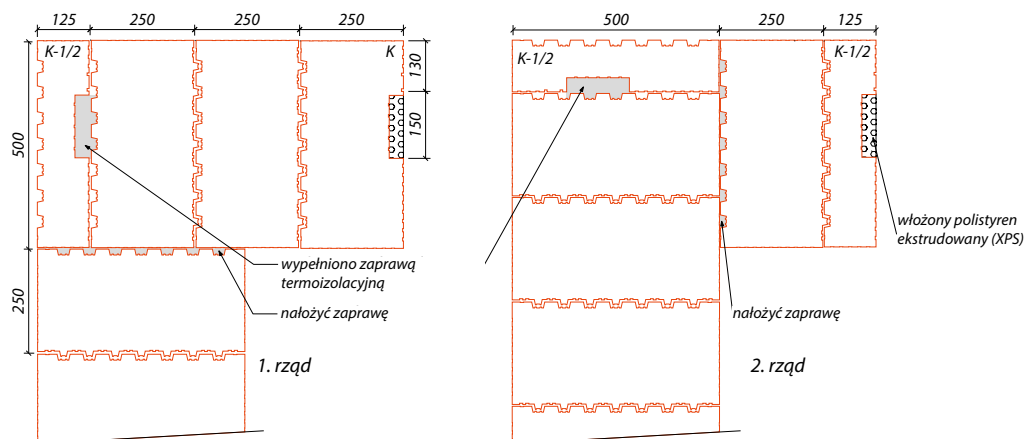 125 250 250 250
K-1/2 K
130
150
500
250
wypełniono zaprawą
termoizolacyjną
nałożyć zaprawę
1. rząd
500 250 125
K-1/2 K-1/2
włożony polistyren
ekstrudowany (XPS)
nałożyć zaprawę
2. rząd